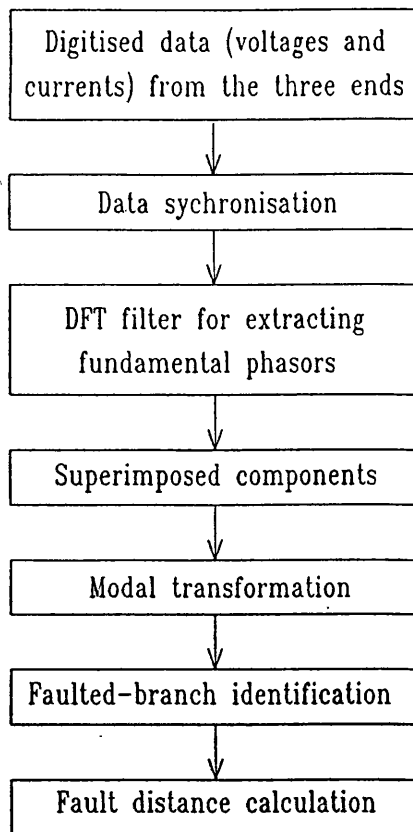 Digitised data (voltages and
currents) from the three ends
Data sychronisation
DFT filter for extracting
fundamental phasors
Superimposed components
Modal transformation
Faulted-branch identification
Fault distance calculation